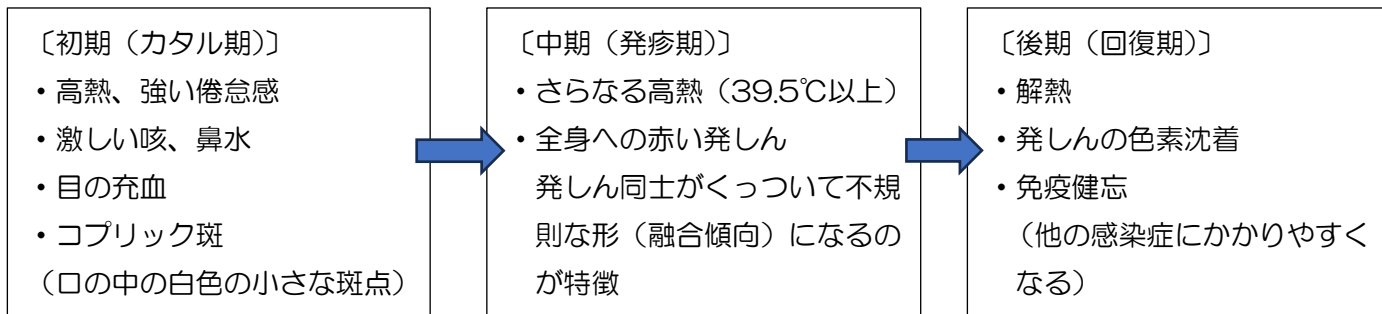 〔初期（カタル期）〕
・高熱、強い倦怠感
・激しい咳、鼻水
・目の充血
・コプリック斑
（口の中の白色の小さな斑点）
〔中期（発疹期）〕
・さらなる高熱（39.5℃以上）
・全身への赤い発しん
発しん同士がくっついて不規
則な形（融合傾向）になるの
が特徴
〔後期（回復期）〕
・解熱
・発しんの色素沈着
・免疫健忘
（他の感染症にかかりやすく
なる）